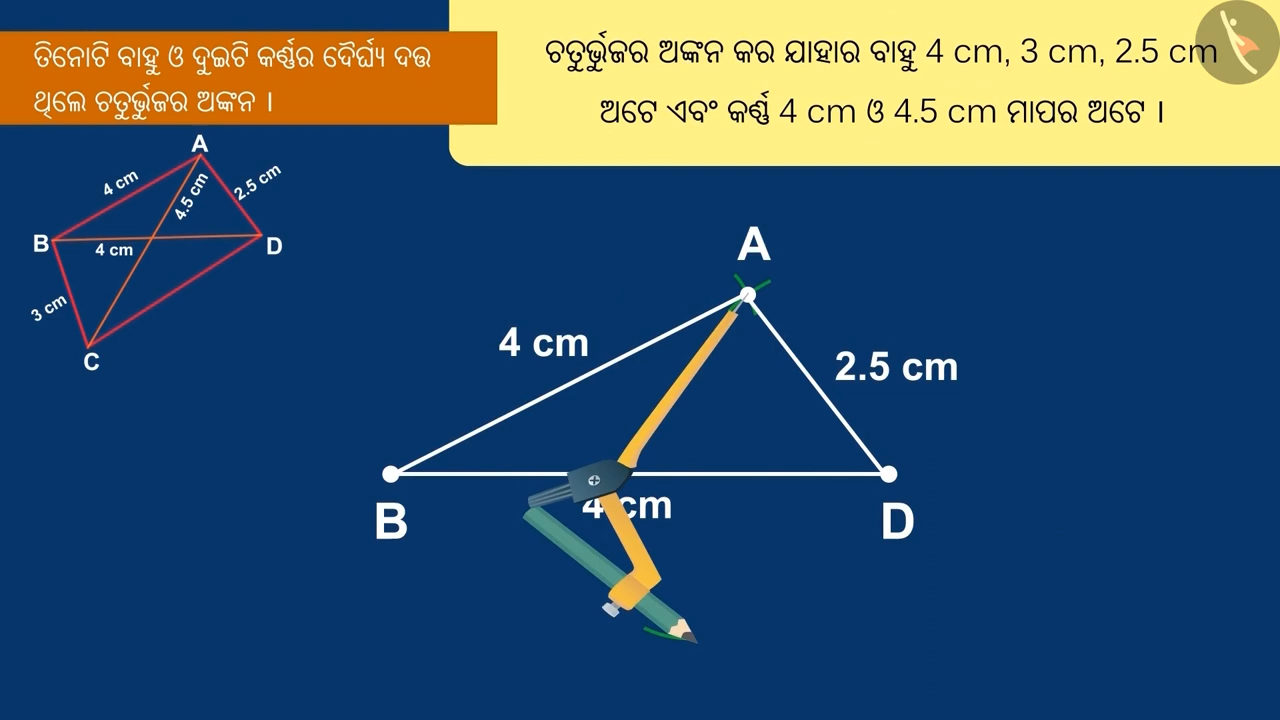 ତିନୋଟି ବାହୁ ଓ ଦୁଇଟି କର୍ଣ୍ଣର ଦୈର୍ଘ୍ୟ ଦତ୍ତ
ଥିଲେ ଚତୁର୍ଭୁଜର ଅଙ୍କନ ।
ଚତୁର୍ଭୁଜର ଅଙ୍କନ କର ଯାହାର ବାହୁ 4 cm, 3 cm, 2.5 cm
ଅଟେ ଏବଂ କର୍ଣ୍ଣ 4 cm ଓ 4.5 cm ମାପର ଅଟେ ।
A
4 cm
4.5 cm
2.5 cm
B
4 cm
D
3 cm
C
A
4 cm
2.5 cm
4 cm
B
D